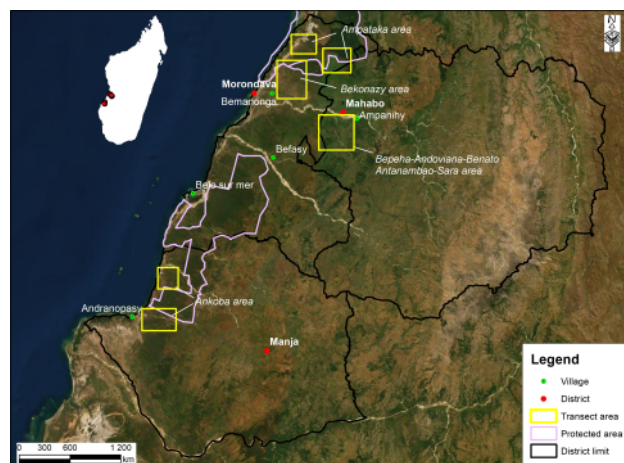 Ampataka area
N
Morondava
Bemanonga
Bekonazy area
Mahabo
Ampanihy
Befasy
Bepeha-Andoviana-Benato
Antanambao-Sara area
Belo sur mer
Ankoba area
Andranopasy
Manja
Legend
Village
District
Transect area
Protected area
District limit
0 300 600 1 200
km